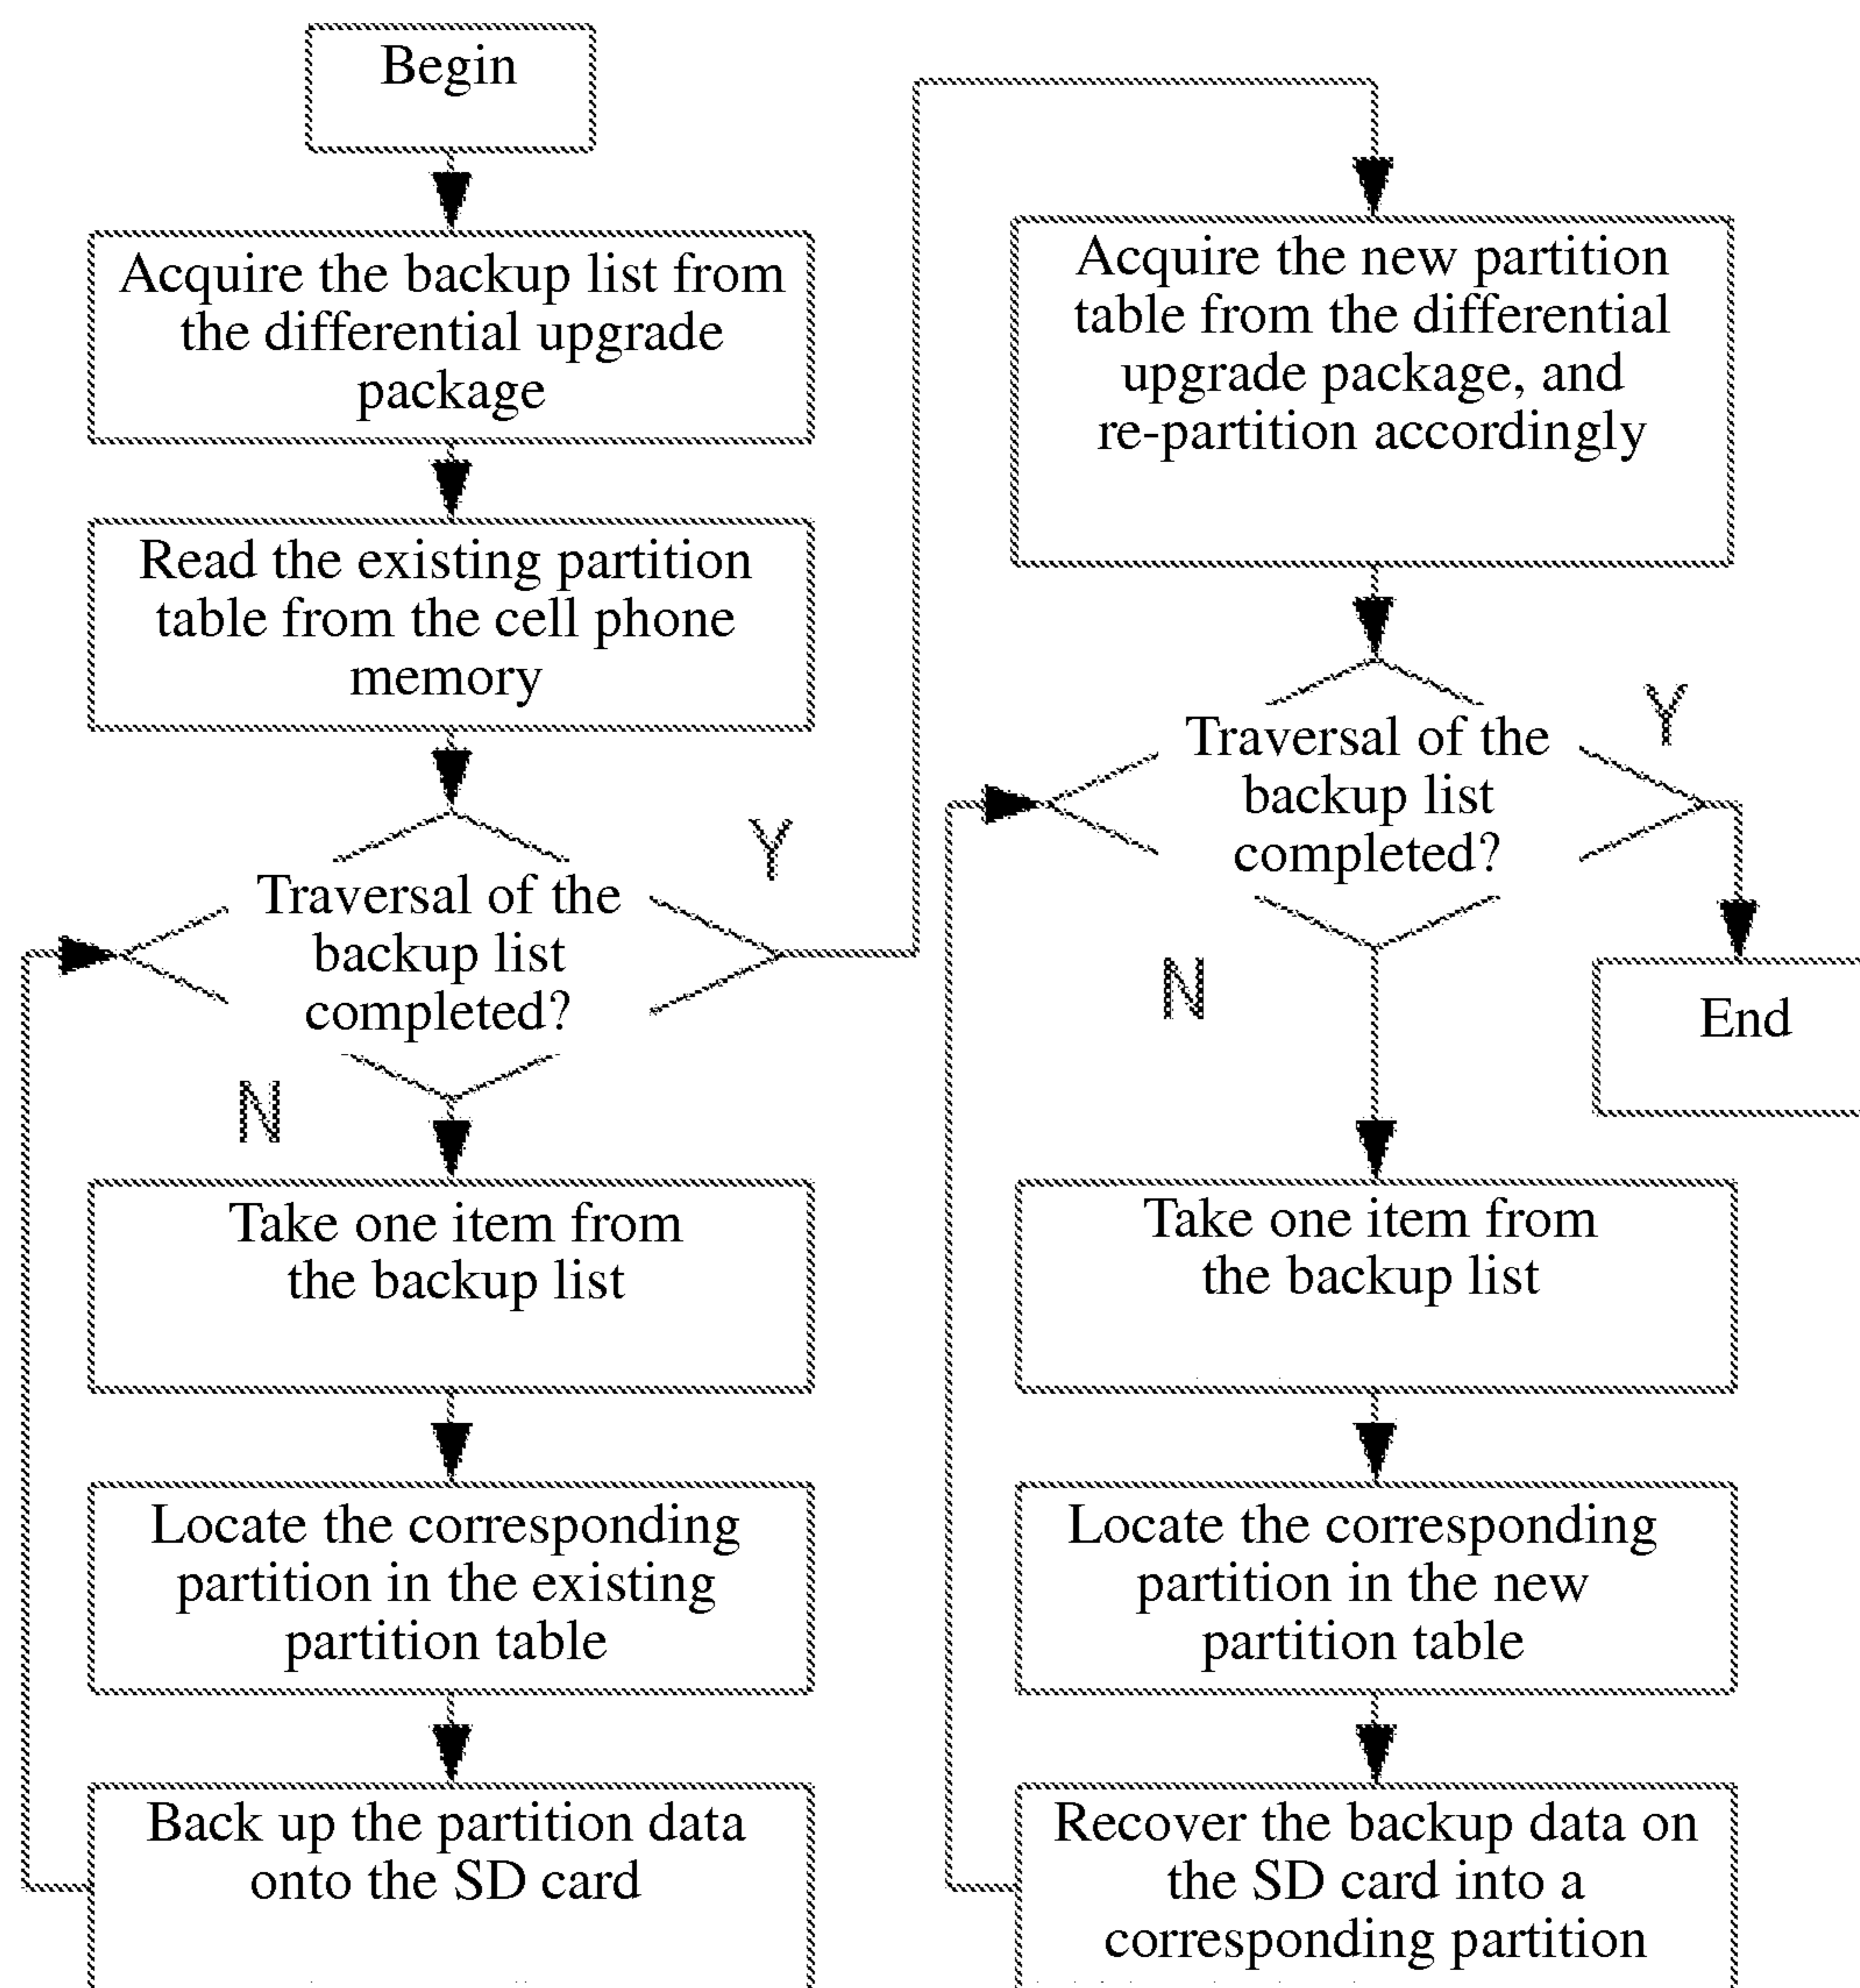 Begin
Acquire the backup list from
the differential upgrade
package
Read the existing partition
table from the cell phone
memory
Traversal of the
backup list
completed?
Y
N
Take one item from
the backup list
Locate the corresponding
partition in the existing
partition table
Back up the partition data
onto the SD card
Acquire the new partition
table from the differential
upgrade package, and
re-partition accordingly
Traversal of the
backup list
completed?
Y
N
End
Take one item from
the backup list
Locate the corresponding
partition in the new
partition table
Recover the backup data on
the SD card into a
corresponding partition